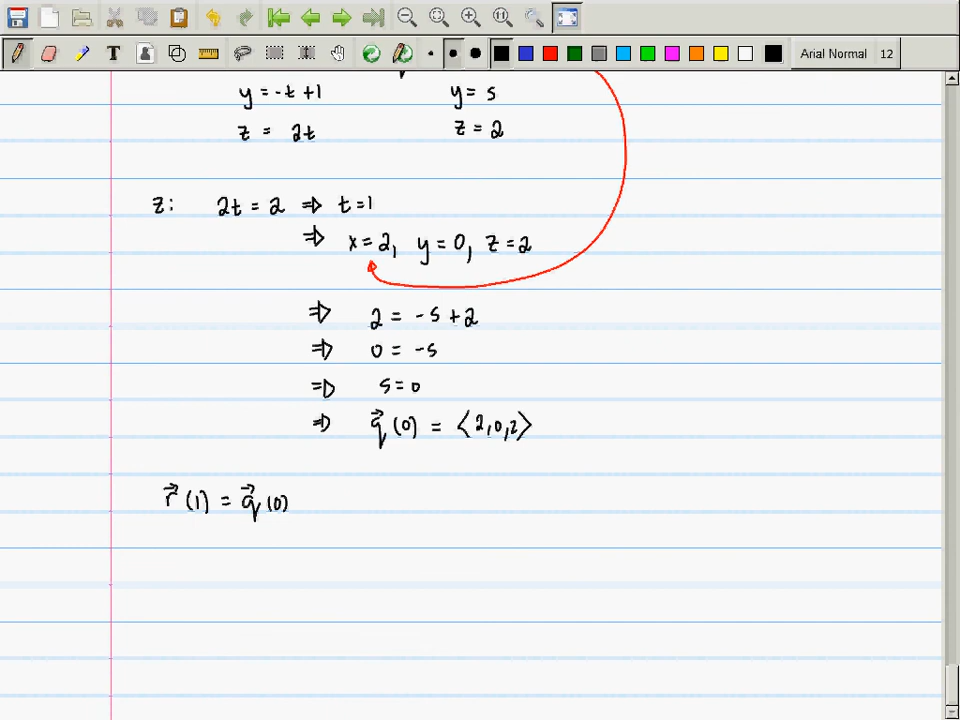 T
Arial Normal 12
y = -t + 1 y = s
z = 2t z = 2
z: 2t = 2 ⇒ t = 1
⇒ x = 2, y = 0, z = 2
⇒ 2 = -s + 2
⇒ 0 = -s
⇒ s = 0
⇒ q⃗(0) = ⟨2,0,2⟩
r⃗(1) = q⃗(0)